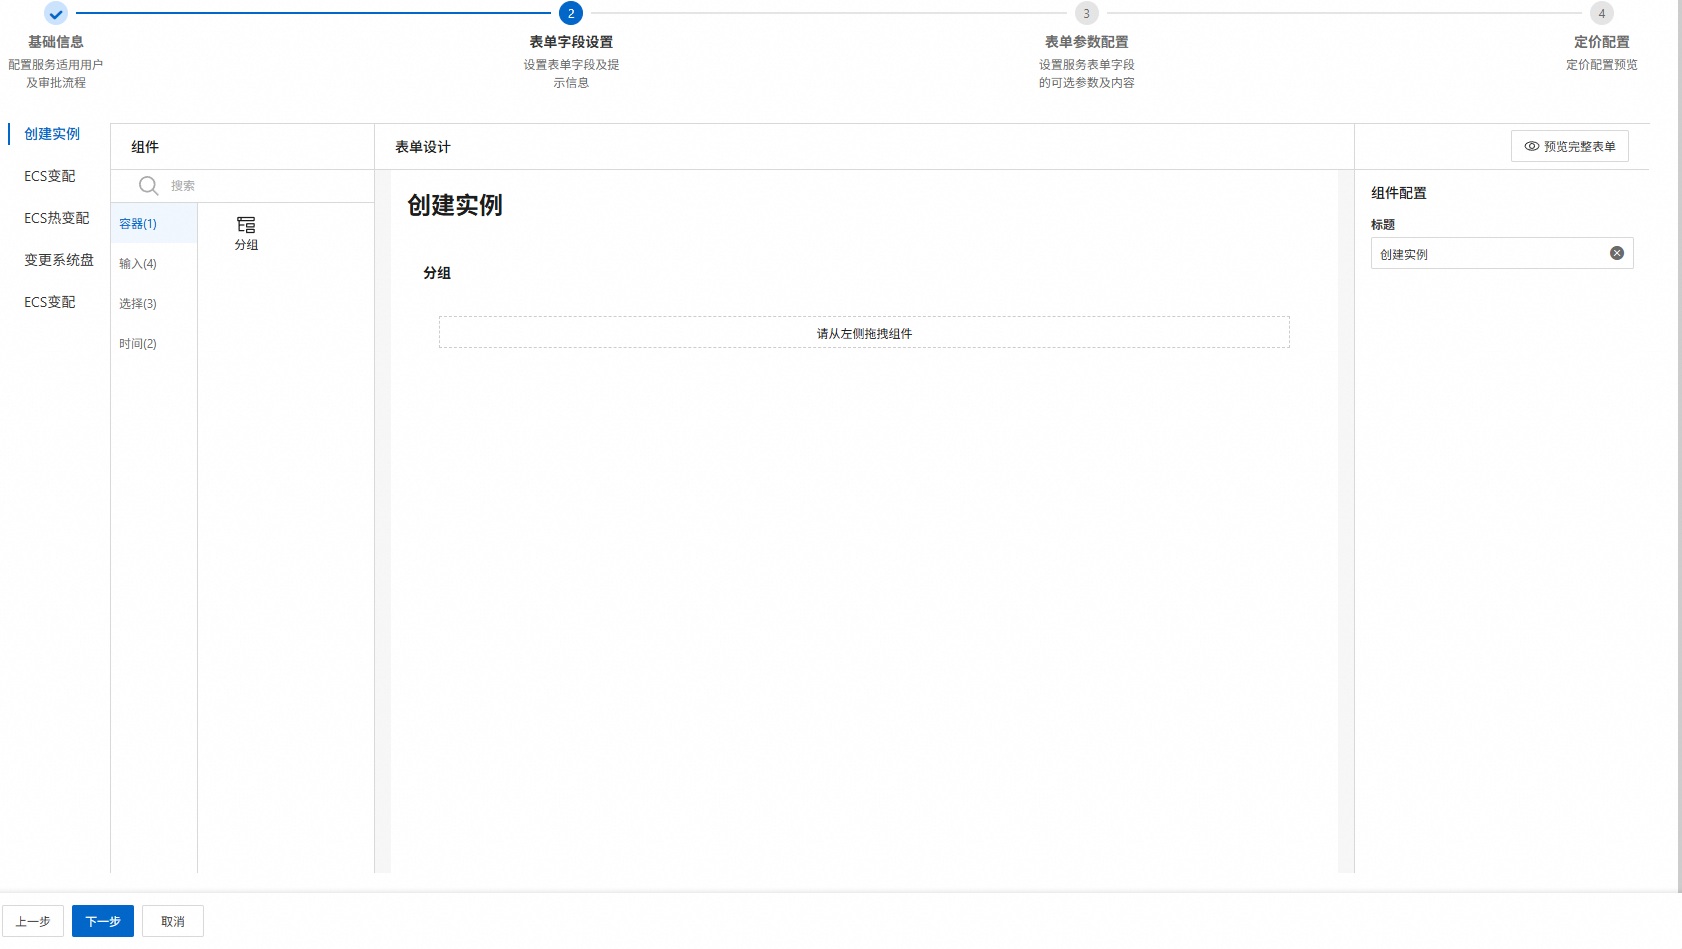 2
3
4
基础信息
表单字段设置
表单参数配置
定价配置
配置服务适用用户
及审批流程
设置表单字段及提
示信息
设置服务表单字段
的可选参数及内容
定价配置预览
创建实例
ECS变配
ECS热变配
变更系统盘
ECS变配
组件
搜索
容器(1)
输入(4)
选择(3)
时间(2)
分组
表单设计
创建实例
分组
请从左侧拖拽组件
预览完整表单
组件配置
标题
创建实例
上一步
下一步
取消